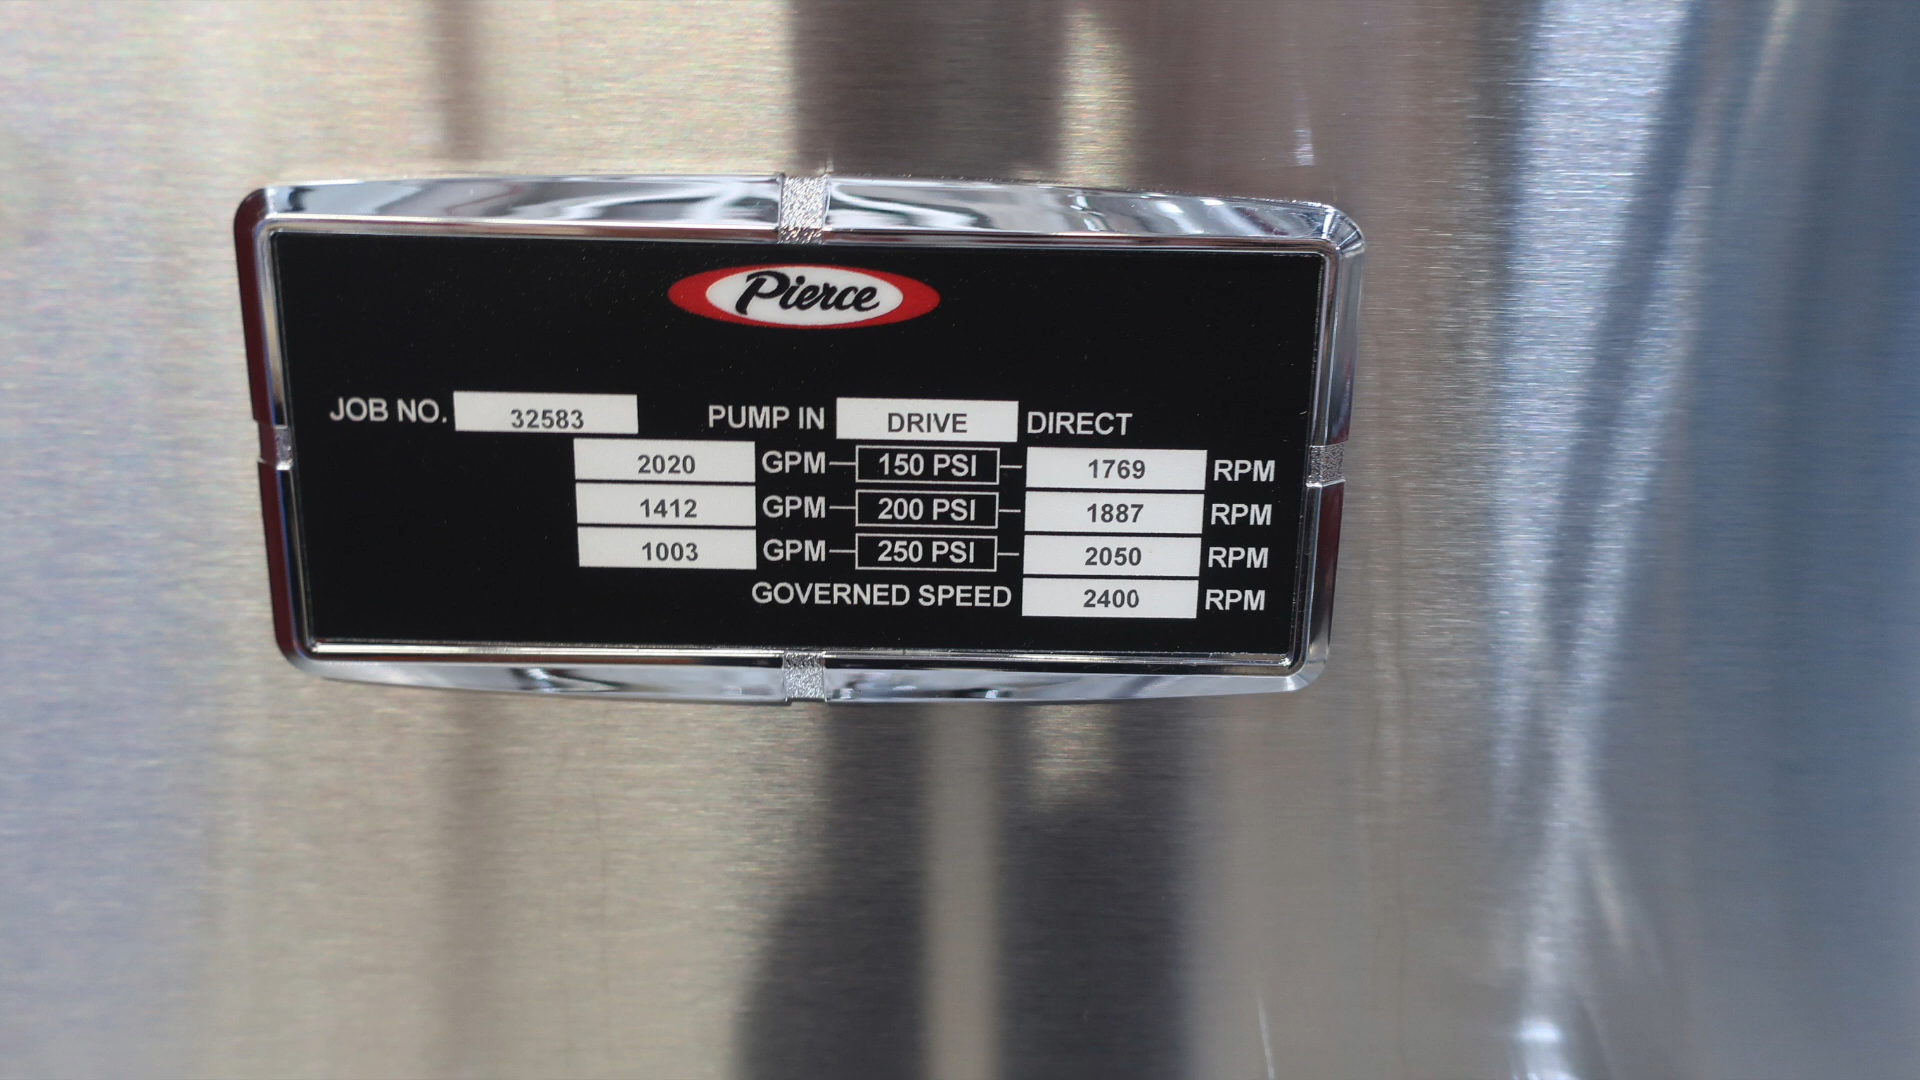 Pierce
JOB NO. 32583 PUMP IN DRIVE DIRECT
2020 GPM 150 PSI 1769 RPM
1412 GPM 200 PSI 1887 RPM
1003 GPM 250 PSI 2050 RPM
GOVERNED SPEED 2400 RPM